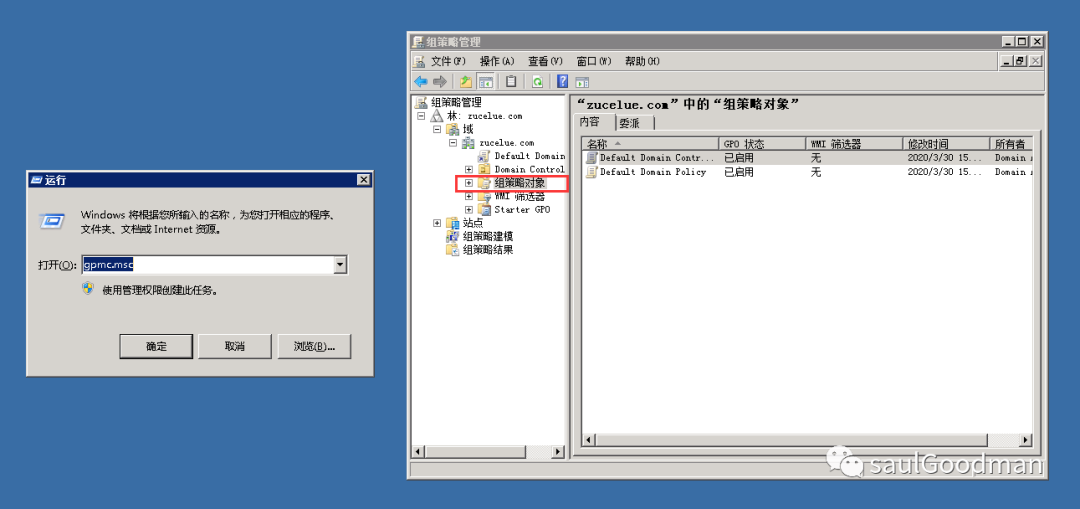 运行
Windows 将根据您所输入的名称，为您打开相应的程序、
文件夹、文档或 Internet 资源。
打开(O): gpmc.msc
使用管理权限创建此任务。
确定 取消 浏览(B)...
组策略管理
文件(F) 操作(A) 查看(V) 窗口(W) 帮助(H)
组策略管理
林: zucelue.com
域
zucelue.com
Default Domain
Domain Control
组策略对象
WMI 筛选器
Starter GPO
站点
组策略建模
组策略结果
“zucelue.com”中的“组策略对象”
内容 委派
名称 GPO 状态 WMI 筛选器 修改时间 所有者
Default Domain Contr... 已启用 无 2020/3/30 15... Domain
Default Domain Policy 已启用 无 2020/3/30 15... Domain
saulGoodman